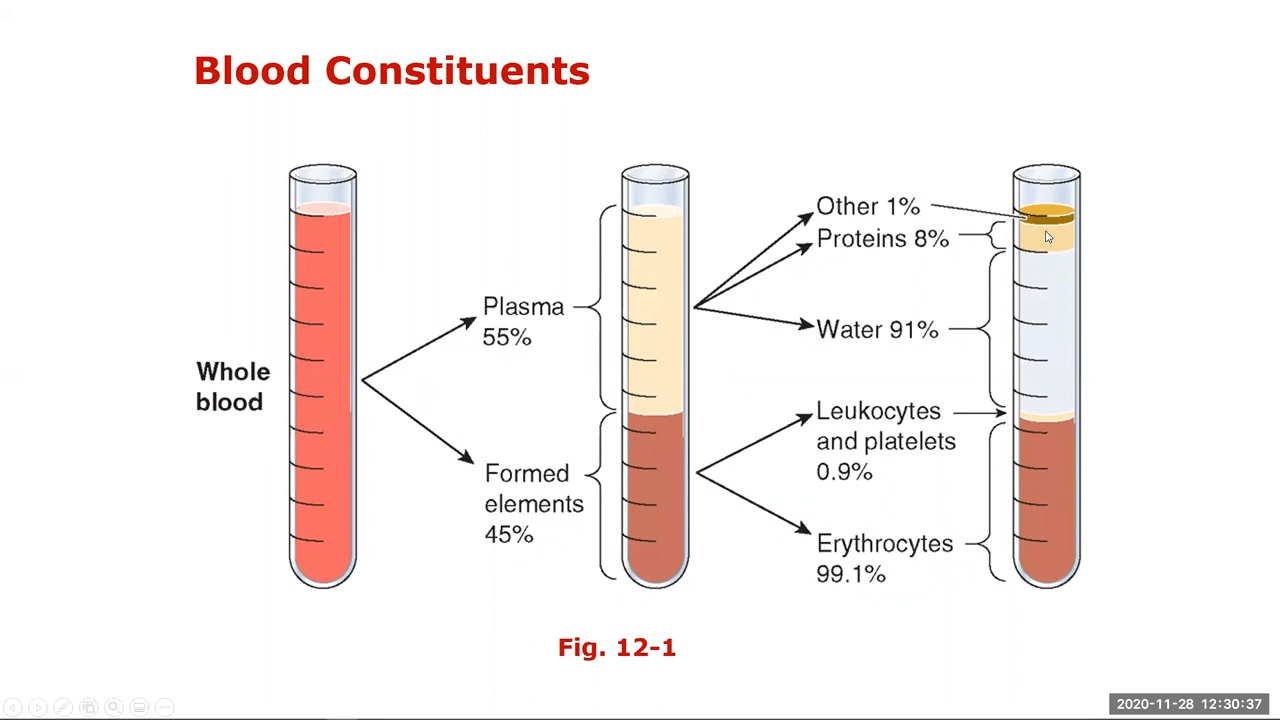 Blood Constituents
Whole
blood
Plasma
55%
Formed
elements
45%
Other 1%
Proteins 8%
Water 91%
Leukocytes
and platelets
0.9%
Erythrocytes
99.1%
Fig. 12-1
2020-11-28 12:30:37